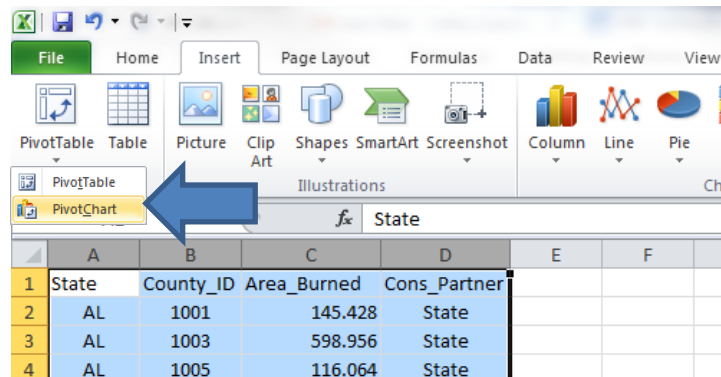 File Home Insert Page Layout Formulas Data Review View
PivotTable Table Picture Clip Art Shapes SmartArt Screenshot Column Line Pie
PivotTable
PivotChart
Illustrations Ch
fx State
A B C D E F
1 State County_ID Area_Burned Cons_Partner
2 AL 1001 145.428 State
3 AL 1003 598.956 State
4 AL 1005 116.064 State